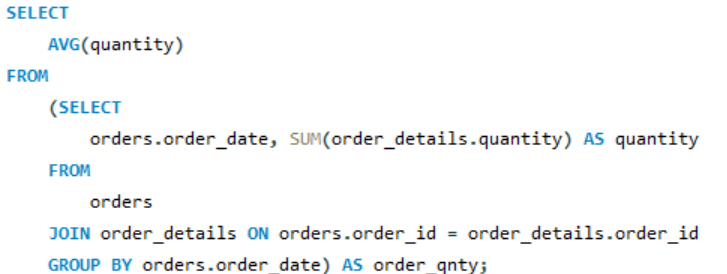 SELECT
AVG(quantity)
FROM
(SELECT
orders.order_date, SUM(order_details.quantity) AS quantity
FROM
orders
JOIN order_details ON orders.order_id = order_details.order_id
GROUP BY orders.order_date) AS order_qnty;